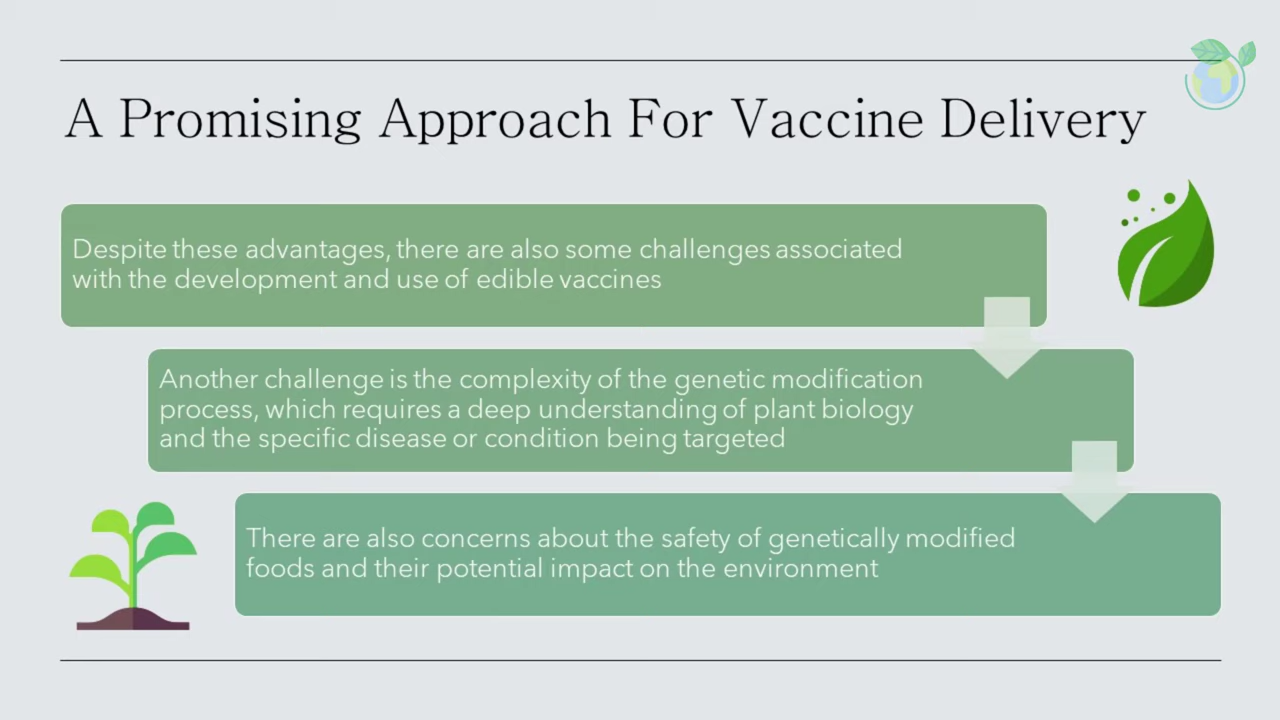 A Promising Approach For Vaccine Delivery
Despite these advantages, there are also some challenges associated
with the development and use of edible vaccines
Another challenge is the complexity of the genetic modification
process, which requires a deep understanding of plant biology
and the specific disease or condition being targeted
There are also concerns about the safety of genetically modified
foods and their potential impact on the environment